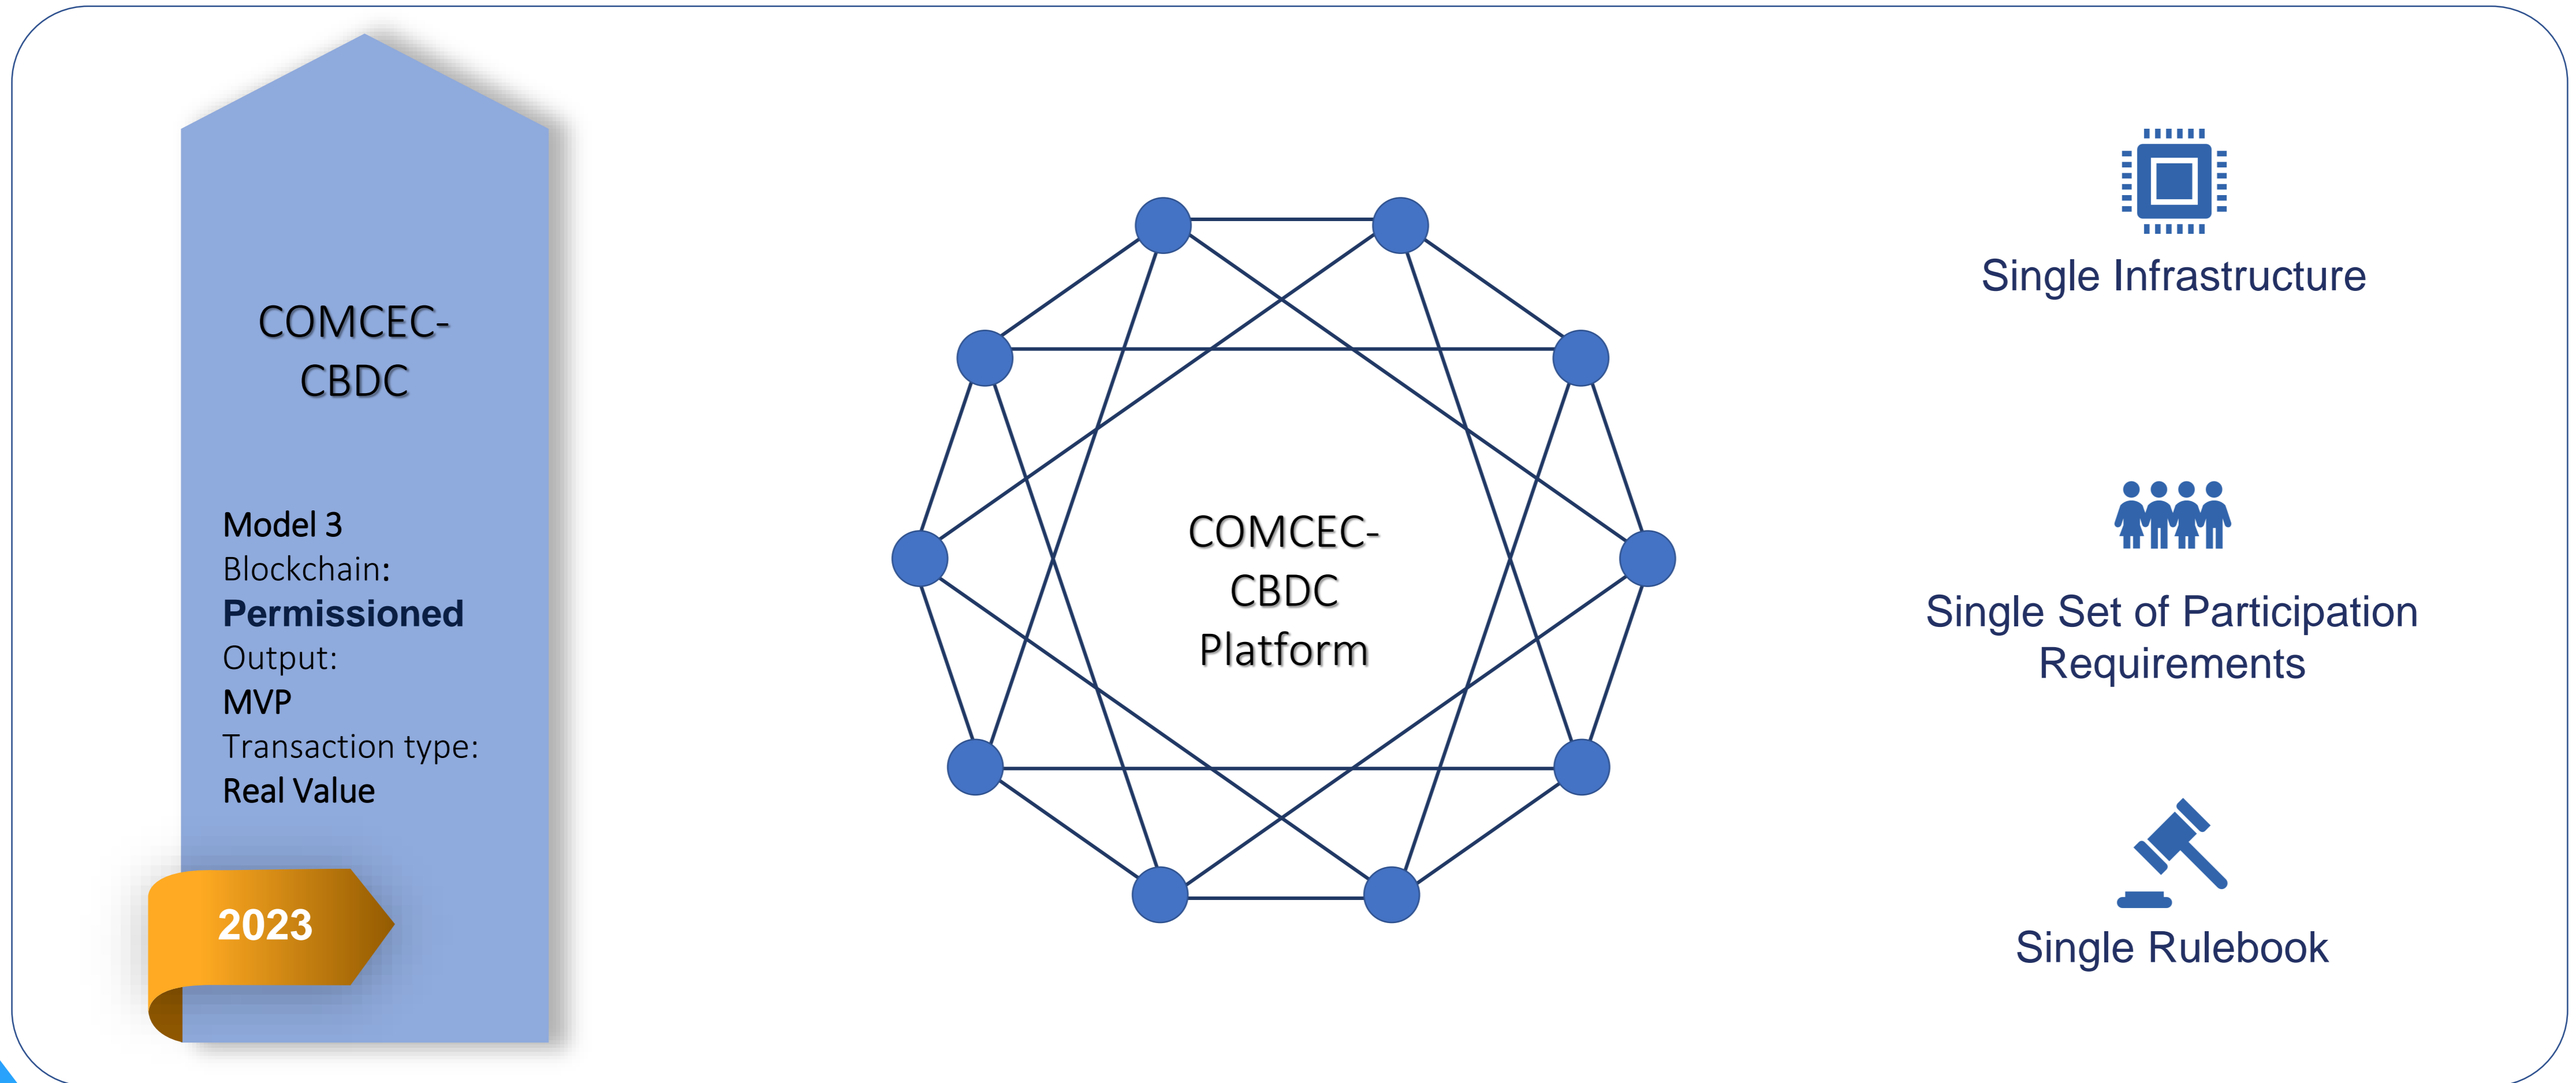 COMCEC-
CBDC
Model 3
Blockchain:
Permissioned
Output:
MVP
Transaction type:
Real Value
2023
COMCEC-
CBDC
Platform
Single Infrastructure
Single Set of Participation
Requirements
Single Rulebook